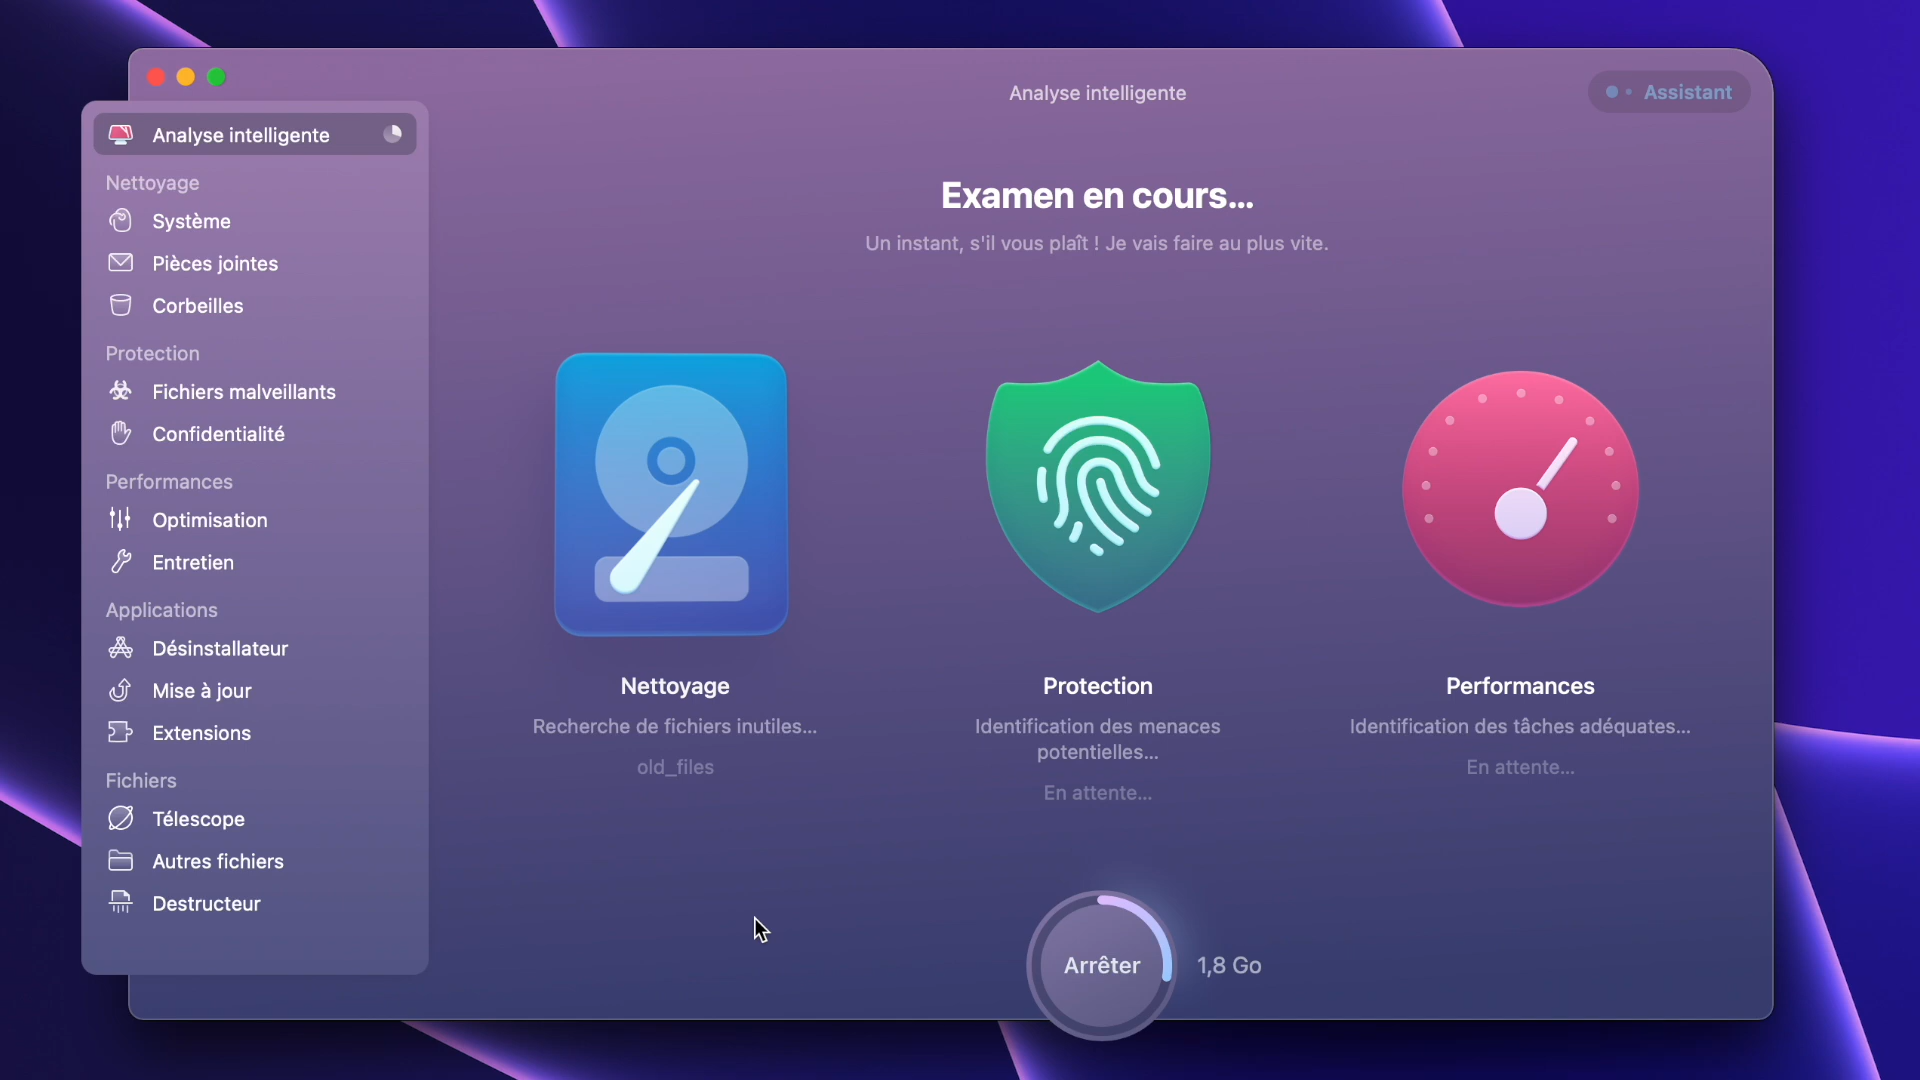 Analyse intelligente
Assistant
Analyse intelligente
Nettoyage
Système
Pièces jointes
Corbeilles
Protection
Fichiers malveillants
Confidentialité
Performances
Optimisation
Entretien
Applications
Désinstallateur
Mise à jour
Extensions
Fichiers
Télescope
Autres fichiers
Destructeur
Examen en cours...
Un instant, s'il vous plaît ! Je vais faire au plus vite.
Nettoyage
Recherche de fichiers inutiles...
old_files
Protection
Identification des menaces
potentielles...
En attente...
Performances
Identification des tâches adéquates...
En attente...
Arrêter
1,8 Go